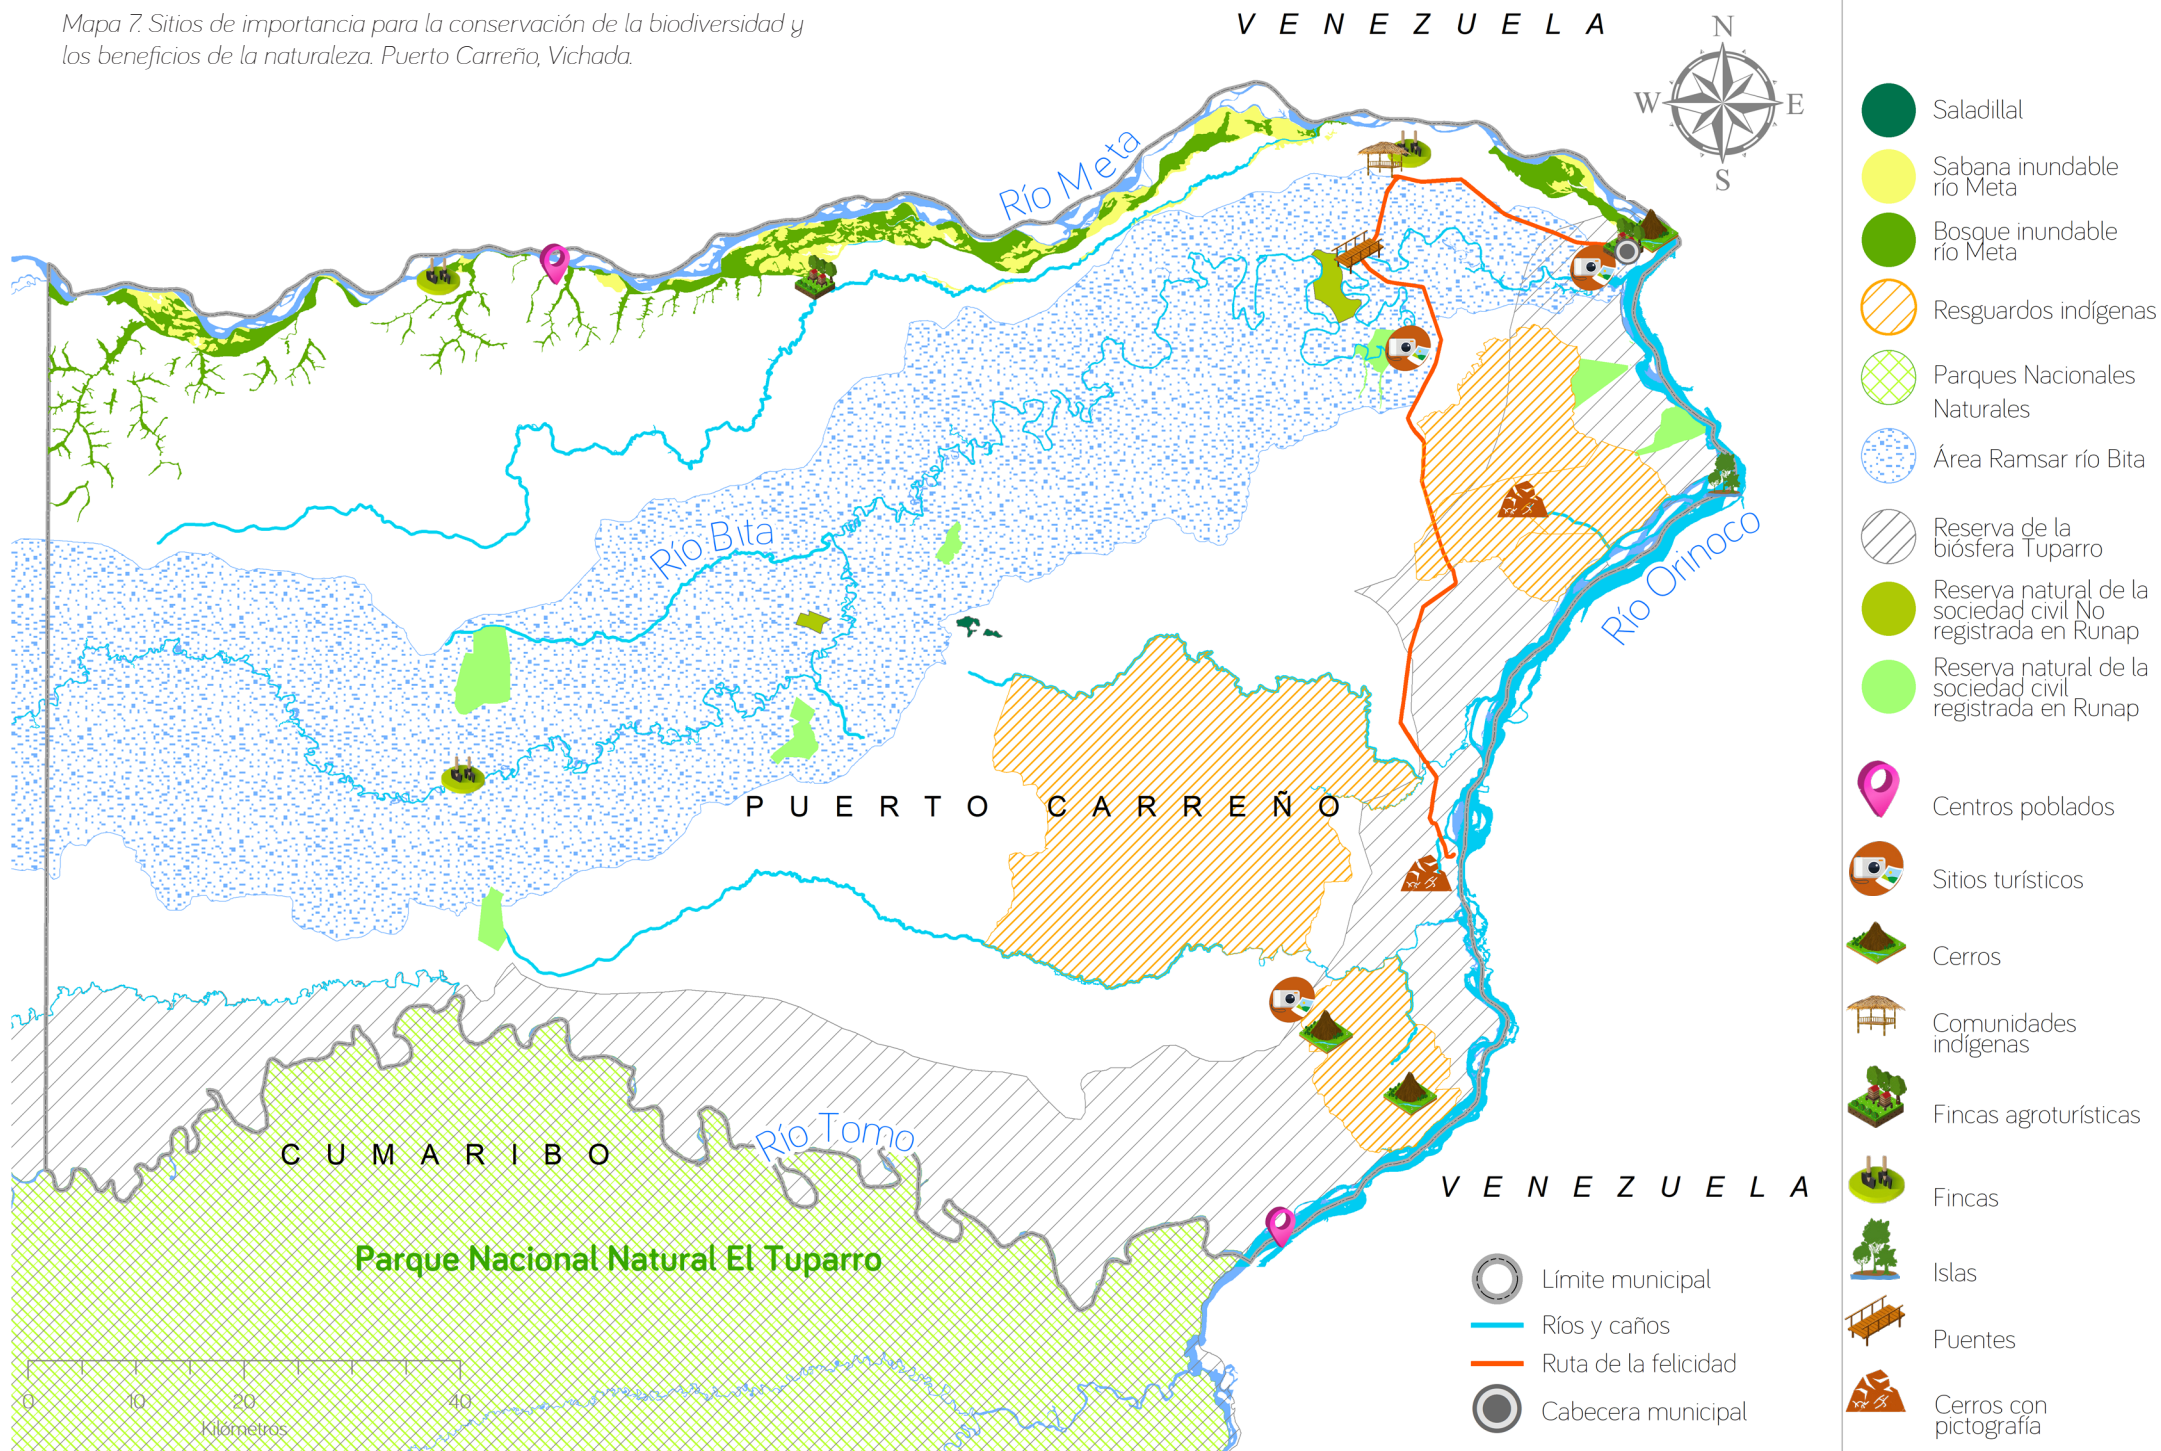 Mapa 7. Sitios de importancia para la conservación de la biodiversidad y
los beneficios de la naturaleza. Puerto Carreño, Vichada.
VENEZUELA
N
W
E
S
Río Meta
Río Bita
Río Orinoco
PUERTO CARREÑO
CUMARIBO
Río Tomo
Parque Nacional Natural El Tuparro
VENEZUELA
0
10
20
40
Kilómetros
Límite municipal
Ríos y caños
Ruta de la felicidad
Cabecera municipal
Saladillal
Sabana inundable
río Meta
Bosque inundable
río Meta
Resguardos indígenas
Parques Nacionales
Naturales
Área Ramsar río Bita
Reserva de la
biósfera Tuparro
Reserva natural de la
sociedad civil No
registrada en Runap
Reserva natural de la
sociedad civil
registrada en Runap
Centros poblados
Sitios turísticos
Cerros
Comunidades
indígenas
Fincas agroturísticas
Fincas
Islas
Puentes
Cerros con
pictografía